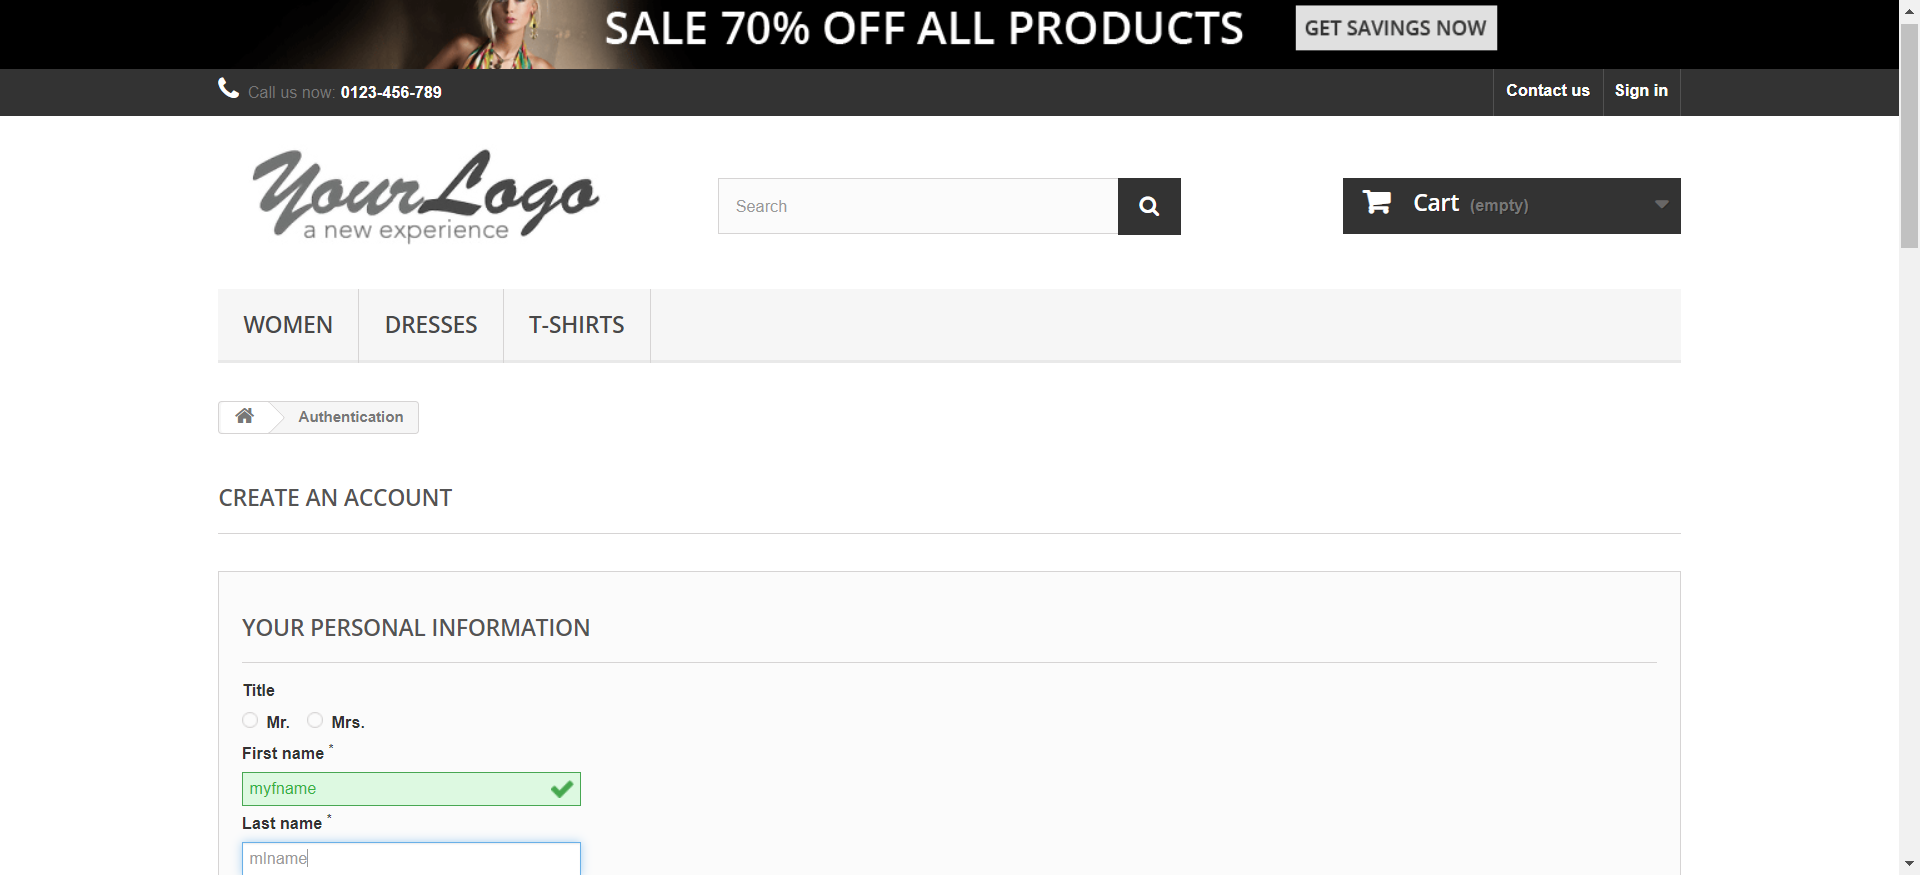 SALE 70% OFF ALL PRODUCTS GET SAVINGS NOW
Call us now: 0123-456-789 Contact us Sign in
YourLogo
a new experience
Search
Cart (empty)
WOMEN DRESSES T-SHIRTS
Authentication
CREATE AN ACCOUNT
YOUR PERSONAL INFORMATION
Title
Mr. Mrs.
First name *
myfname
Last name *
mlname